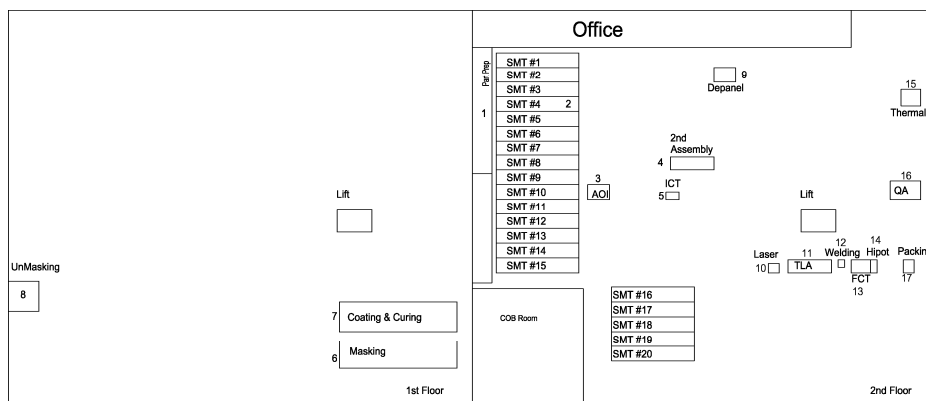 Office
Par Prep
1
SMT #1
SMT #2
SMT #3
SMT #4 2
SMT #5
SMT #6
SMT #7
SMT #8
SMT #9
SMT #10
SMT #11
SMT #12
SMT #13
SMT #14
SMT #15
9
Depanel
15
Thermal
2nd
Assembly
4
3
AOI
ICT
5
16
QA
Lift
Lift
Laser
10
11
TLA
12
Welding
14
Hipot
FCT
13
Packin
17
UnMasking
8
7 Coating & Curing
6 Masking
1st Floor
COB Room
SMT #16
SMT #17
SMT #18
SMT #19
SMT #20
2nd Floor